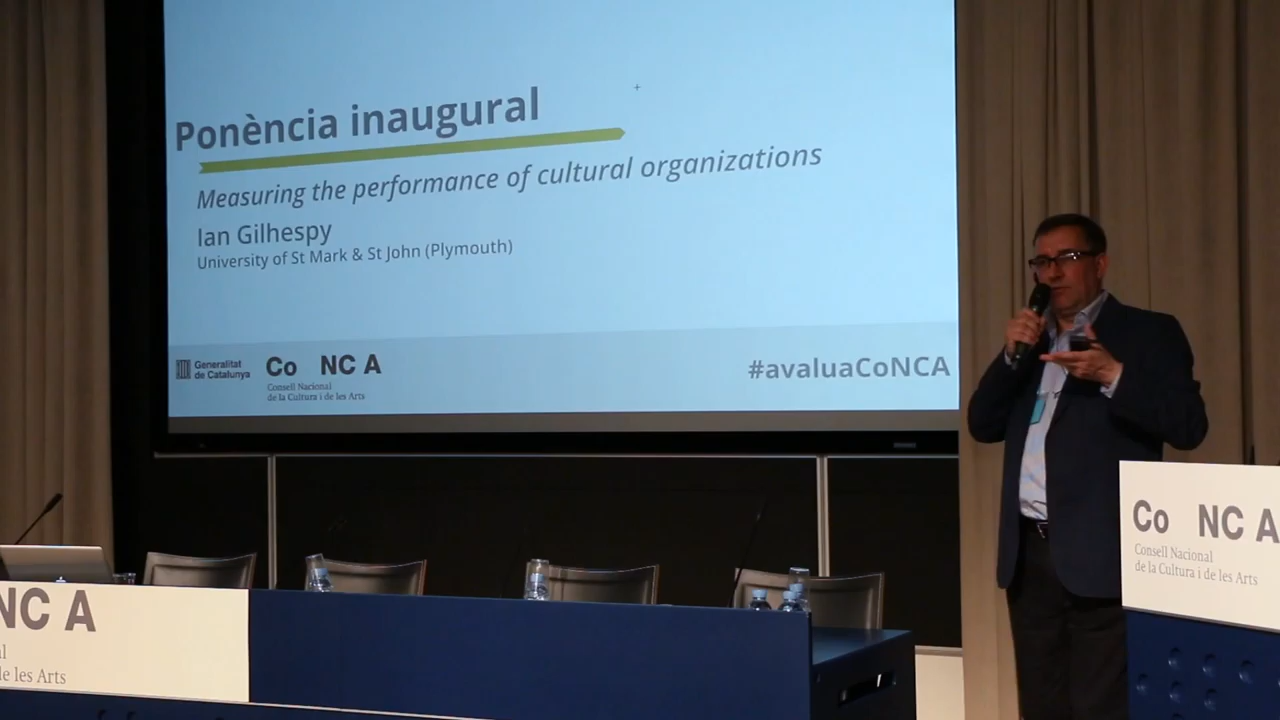 Ponència inaugural
Measuring the performance of cultural organizations
Ian Gilhespy
University of St Mark & St John (Plymouth)
Generalitat
de Catalunya
Co NC A
Consell Nacional
de la Cultura i de les Arts
#avaluaCoNCA
Co NC A
Consell Nacional
de la Cultura i de les Arts
NC A
al
de les Arts